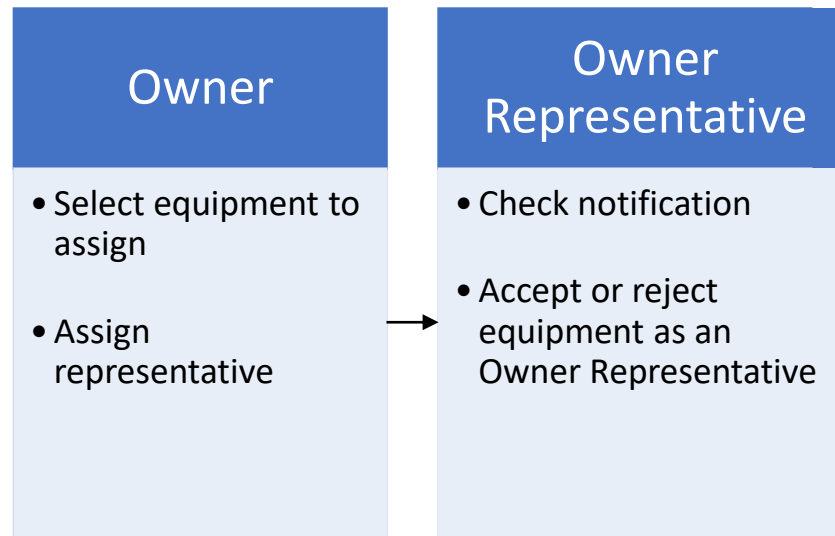 Owner
• Select equipment to
assign
• Assign
representative
Owner
Representative
• Check notification
• Accept or reject
equipment as an
Owner Representative